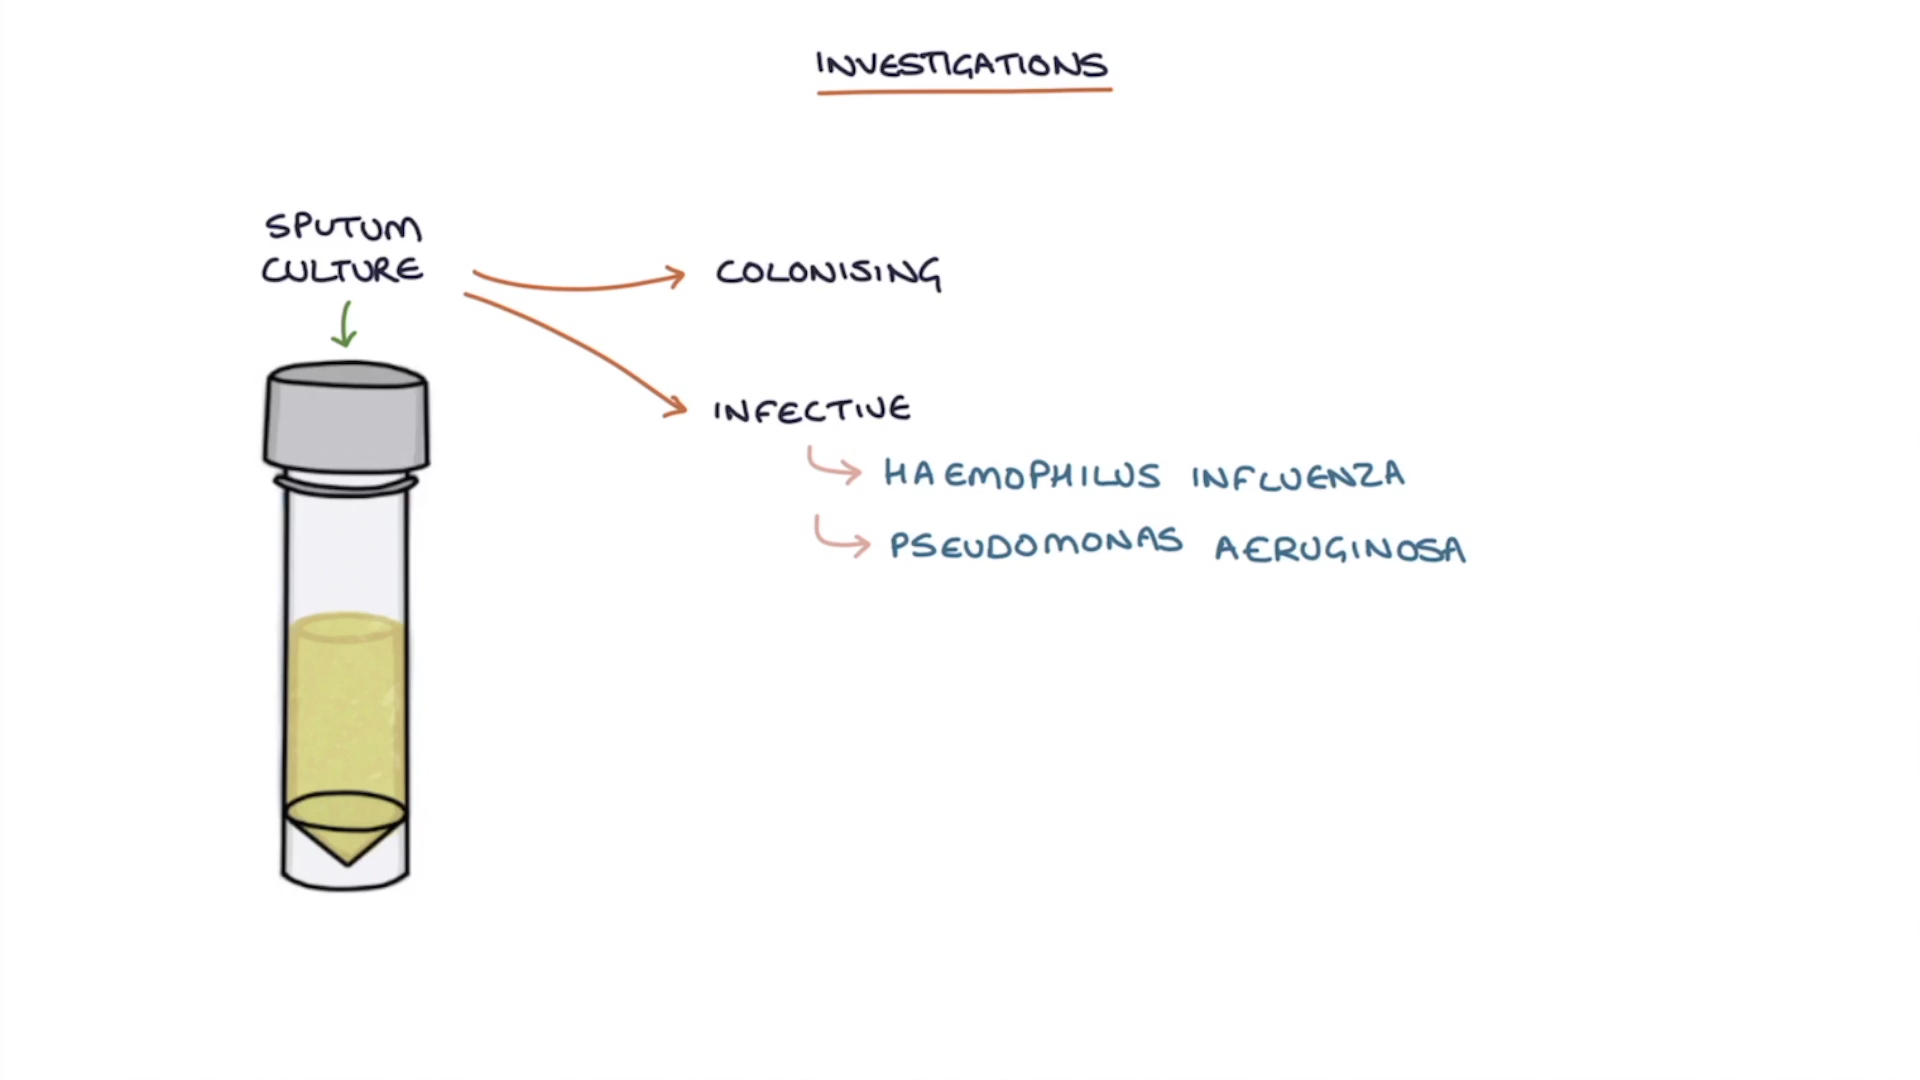 INVESTIGATIONS
SPUTUM
CULTURE
COLONISING
INFECTIVE
HAEMOPHILUS INFLUENZA
PSEUDOMONAS AERUGINOSA